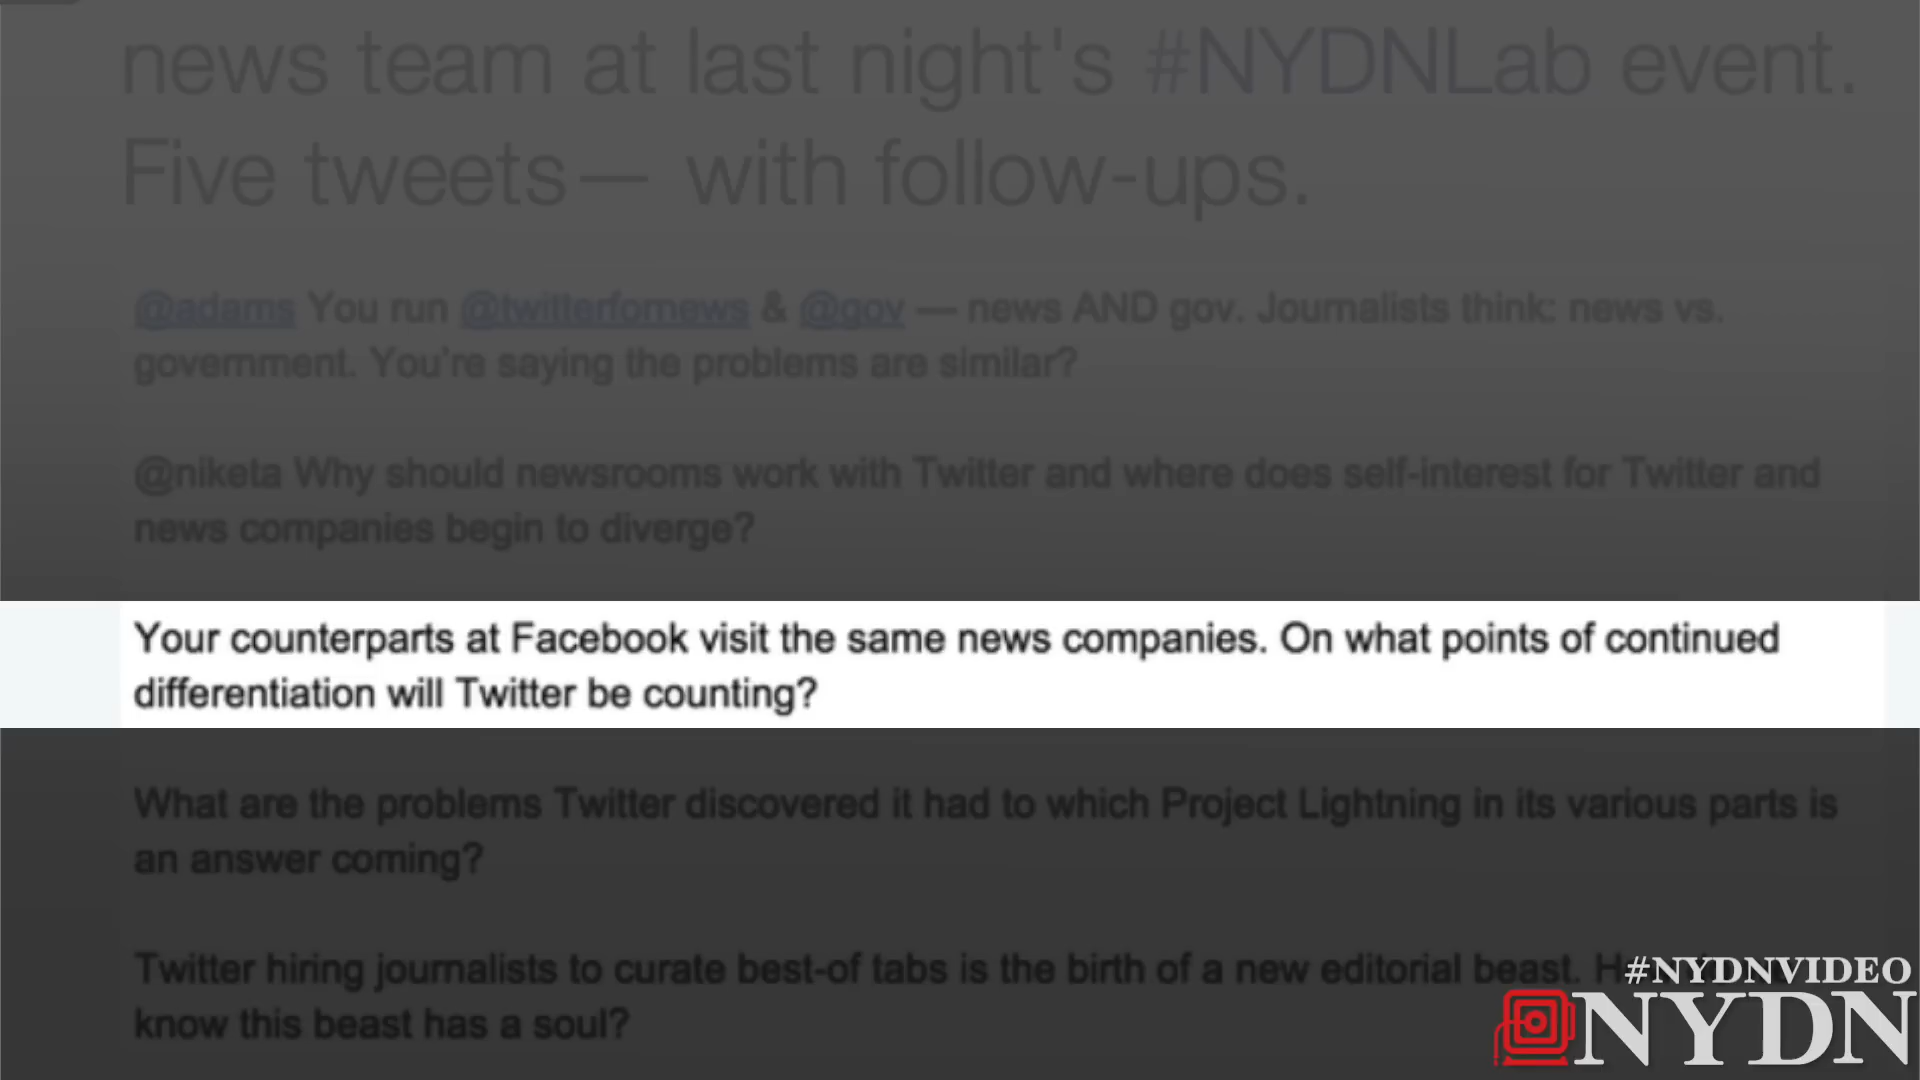 news team at last night's #NYDNLab event.
Five tweets— with follow-ups.
@adams You run @twitterfornews & @gov — news AND gov. Journalists think: news vs.
government. You're saying the problems are similar?
@niketa Why should newsrooms work with Twitter and where does self-interest for Twitter and
news companies begin to diverge?
Your counterparts at Facebook visit the same news companies. On what points of continued
differentiation will Twitter be counting?
What are the problems Twitter discovered it had to which Project Lightning in its various parts is
an answer coming?
Twitter hiring journalists to curate best-of tabs is the birth of a new editorial beast.
know this beast has a soul?
#NYDNVIDEO
NYDN